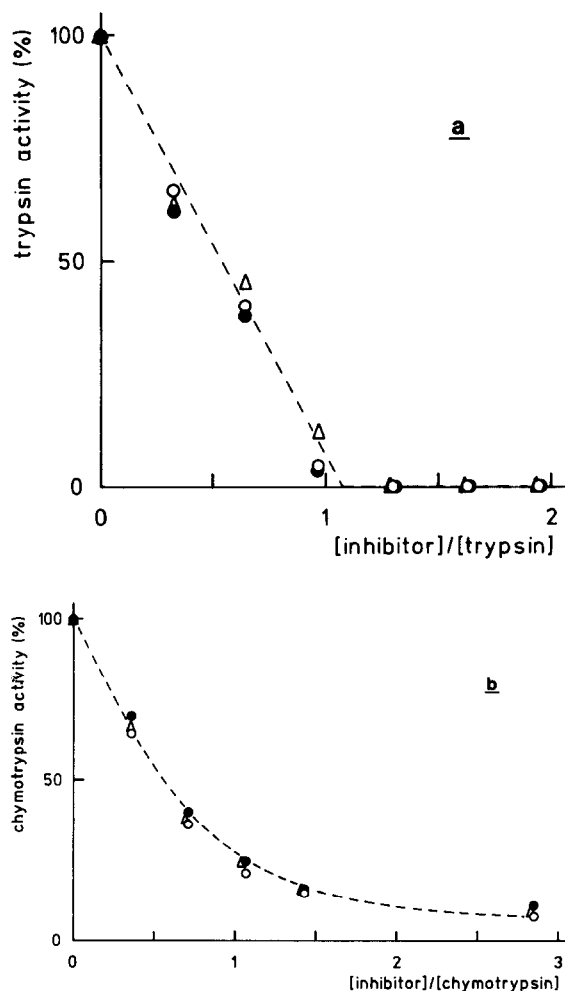 100
50
0
trypsin activity (%)
a
0
1
2
[inhibitor]/[trypsin]
100
50
0
chymotrypsin activity (%)
b
0
1
2
3
[inhibitor]/[chymotrypsin]